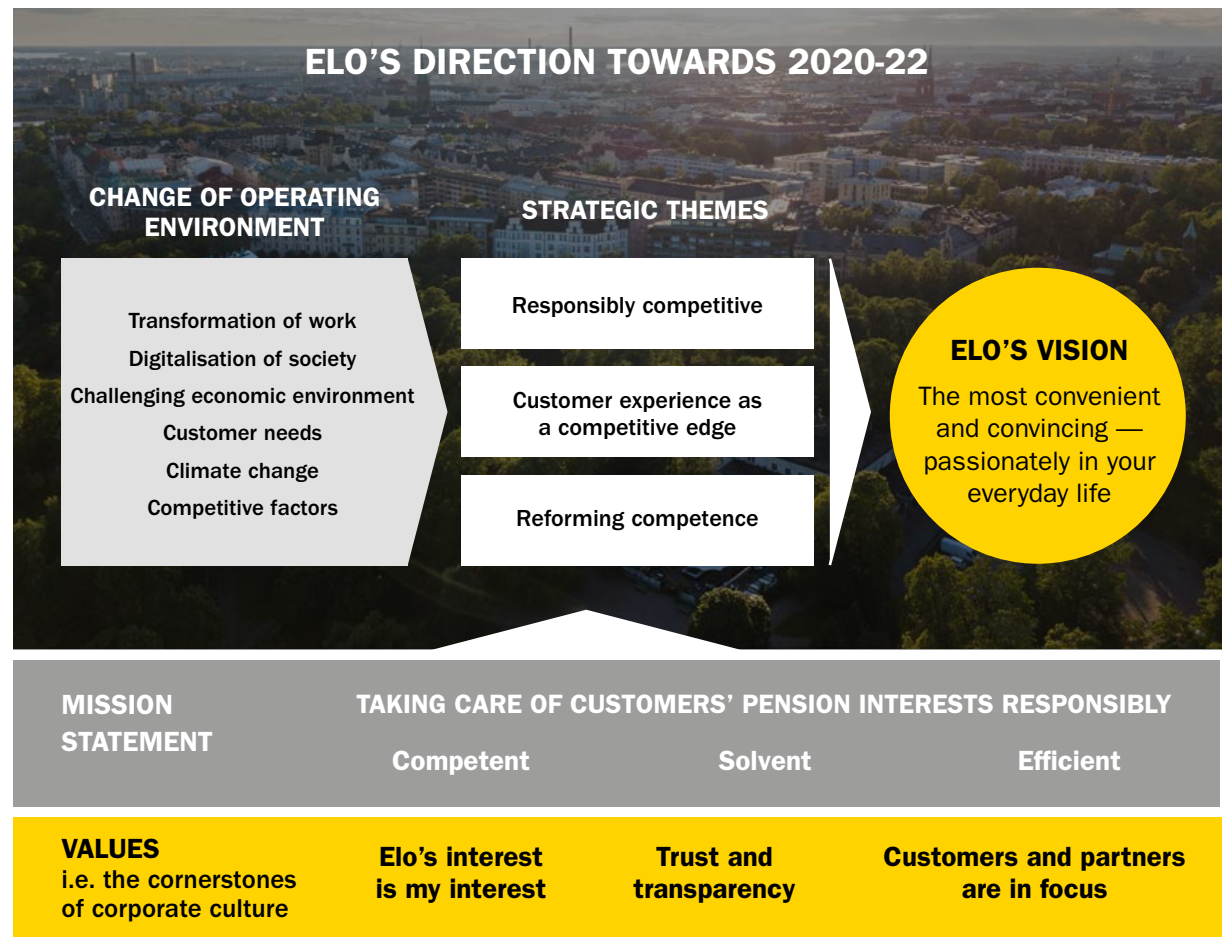 ELO’S DIRECTION TOWARDS 2020-22
CHANGE OF OPERATING
ENVIRONMENT
Transformation of work
Digitalisation of society
Challenging economic environment
Customer needs
Climate change
Competitive factors
STRATEGIC THEMES
Responsibly competitive
Customer experience as
a competitive edge
Reforming competence
ELO’S VISION
The most convenient
and convincing —
passionately in your
everyday life
MISSION
STATEMENT
TAKING CARE OF CUSTOMERS’ PENSION INTERESTS RESPONSIBLY
Competent
Solvent
Efficient
VALUES
i.e. the cornerstones
of corporate culture
Elo’s interest
is my interest
Trust and
transparency
Customers and partners
are in focus